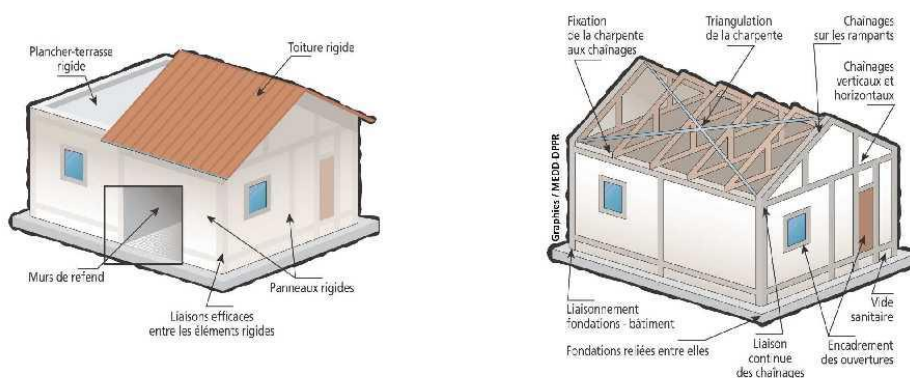 Plancher-terrasse
rigide
Toiture rigide
Murs de refend
Panneaux rigides
Liaisons efficaces
entre les éléments rigides
Fixation
de la charpente
aux chaînages
Triangulation
de la charpente
Chaînages
sur les rampants
Chaînages
verticaux et
horizontaux
Graphies / MEDD-DPPR
Liaisonnement
fondations - bâtiment
Fondations reliées entre elles
Liaison
continue
des chaînages
Encadrement
des ouvertures
Vide
sanitaire